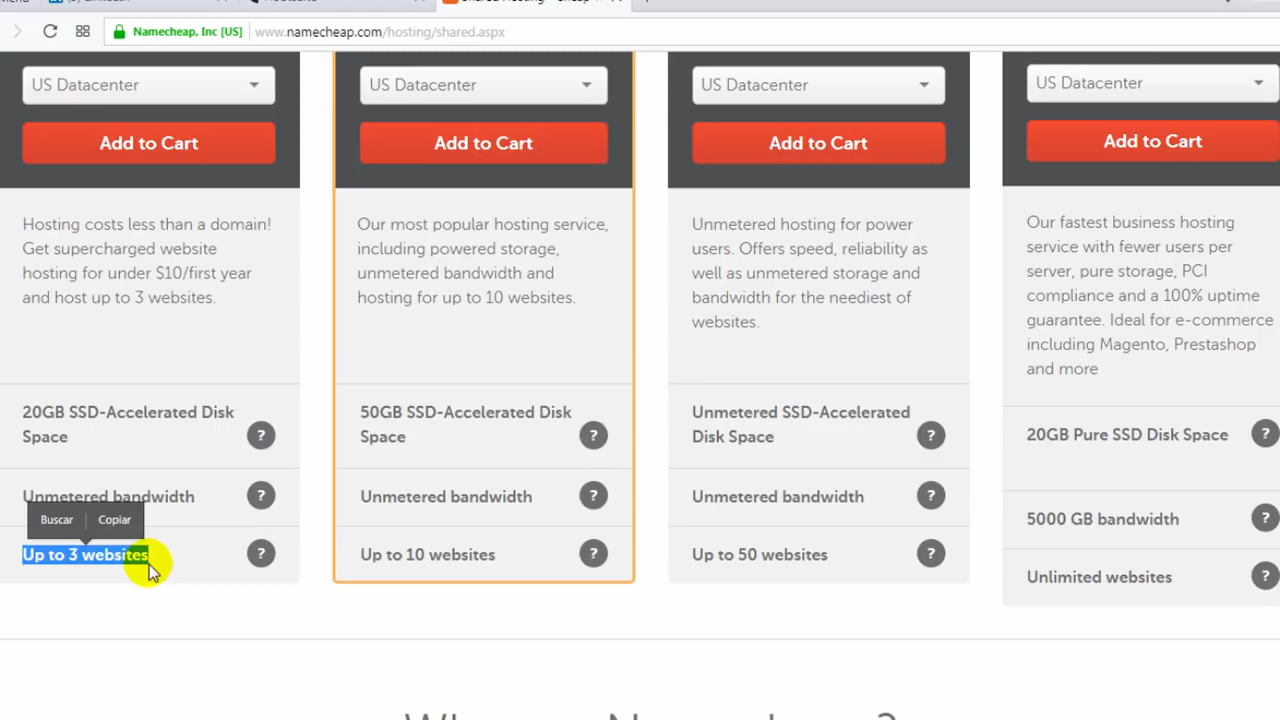 Namecheap, Inc [US] www.namecheap.com/hosting/shared.aspx
US Datacenter
Add to Cart
Hosting costs less than a domain!
Get supercharged website
hosting for under $10/first year
and host up to 3 websites.
20GB SSD-Accelerated Disk
Space
?
Unmetered bandwidth
?
Buscar Copiar
Up to 3 websites
?
US Datacenter
Add to Cart
Our most popular hosting service,
including powered storage,
unmetered bandwidth and
hosting for up to 10 websites.
50GB SSD-Accelerated Disk
Space
?
Unmetered bandwidth
?
Up to 10 websites
?
US Datacenter
Add to Cart
Unmetered hosting for power
users. Offers speed, reliability as
well as unmetered storage and
bandwidth for the neediest of
websites.
Unmetered SSD-Accelerated
Disk Space
?
Unmetered bandwidth
?
Up to 50 websites
?
US Datacenter
Add to Cart
Our fastest business hosting
service with fewer users per
server, pure storage, PCI
compliance and a 100% uptime
guarantee. Ideal for e-commerce
including Magento, Prestashop
and more
20GB Pure SSD Disk Space
?
5000 GB bandwidth
?
Unlimited websites
?